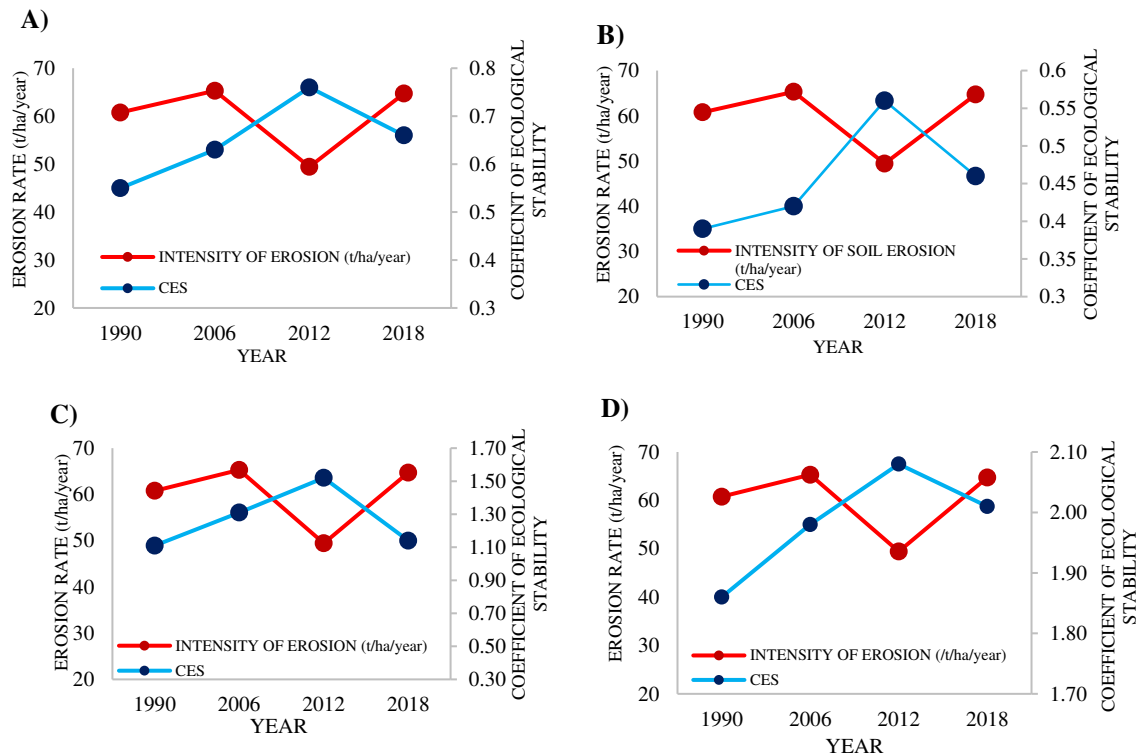 A)
EROSION RATE (t/ha/year)
70
60
50
40
30
20
INTENSITY OF EROSION (t/ha/year)
CES
1990 2006 2012 2018
YEAR
0.8
0.7
0.6
0.5
0.4
0.3
COEFIECINT OF ECOLOGICAL
STABILITY
B)
EROSION RATE (t/ha/year)
70
60
50
40
30
20
INTENSITY OF SOIL EROSION
(t/ha/year)
CES
1990 2006 2012 2018
YEAR
0.6
0.55
0.5
0.45
0.4
0.35
0.3
COEFFICIENT OF ECOLOGICAL
STABILITY
C)
EROSION RATE (t/ha/year)
70
60
50
40
30
20
INTENSITY OF EROSION (t/ha/year)
CES
1990 2006 2012 2018
YEAR
1.70
1.50
1.30
1.10
0.90
0.70
0.50
0.30
COEFFICIENT OF ECOLOGICAL
STABILITY
D)
EROSION RATE (t/ha/year)
70
60
50
40
30
20
INTENSITY OF EROSION (/t/ha/year)
CES
1990 2006 2012 2018
YEAR
2.10
2.00
1.90
1.80
1.70
COEFFICIENT OF ECOLOGICAL
STABILITY